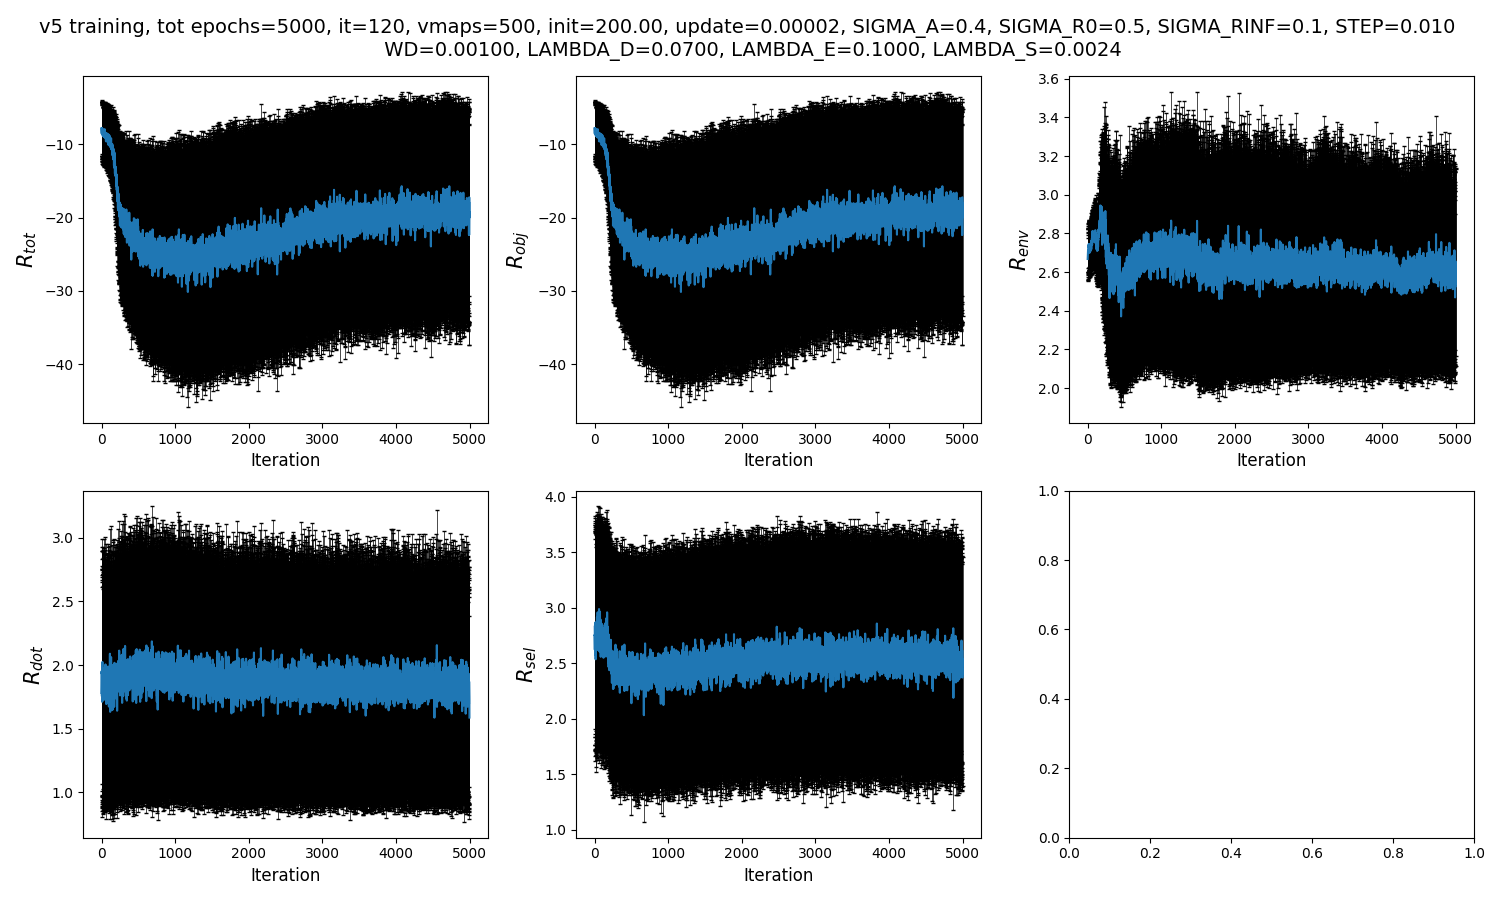 v5 training, tot epochs=5000, it=120, vmaps=500, init=200.00, update=0.00002, SIGMA_A=0.4, SIGMA_R0=0.5, SIGMA_RINF=0.1, STEP=0.010
WD=0.00100, LAMBDA_D=0.0700, LAMBDA_E=0.1000, LAMBDA_S=0.0024
R_tot
−10
−20
−30
−40
0 1000 2000 3000 4000 5000
Iteration
R_obj
−10
−20
−30
−40
0 1000 2000 3000 4000 5000
Iteration
R_env
3.6
3.4
3.2
3.0
2.8
2.6
2.4
2.2
2.0
0 1000 2000 3000 4000 5000
Iteration
R_dot
3.0
2.5
2.0
1.5
1.0
0 1000 2000 3000 4000 5000
Iteration
R_sel
4.0
3.5
3.0
2.5
2.0
1.5
1.0
0 1000 2000 3000 4000 5000
Iteration
1.0
0.8
0.6
0.4
0.2
0.0
0.0 0.2 0.4 0.6 0.8 1.0